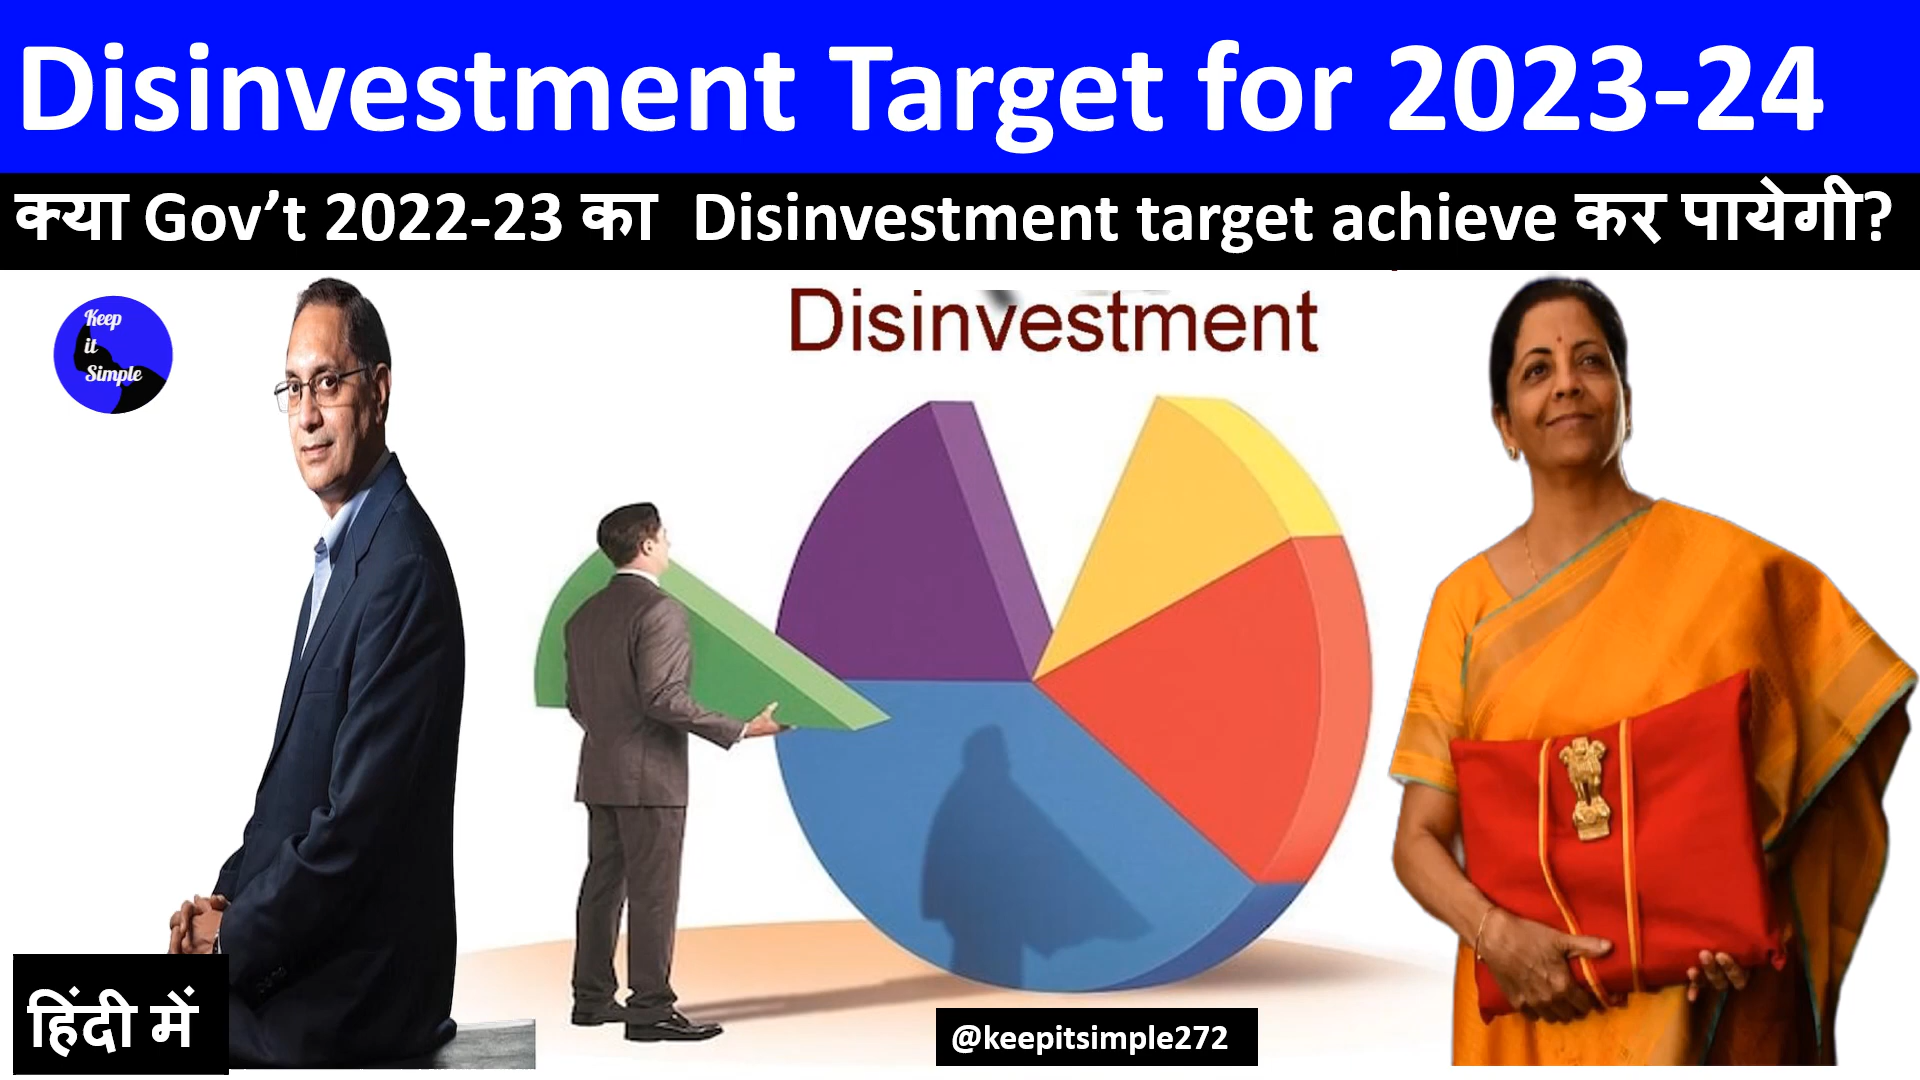 Disinvestment Target for 2023-24
क्या Gov’t 2022-23 का Disinvestment target achieve कर पायेगी?
Keep
it
Simple
Disinvestment
हिंदी में
@keepitsimple272